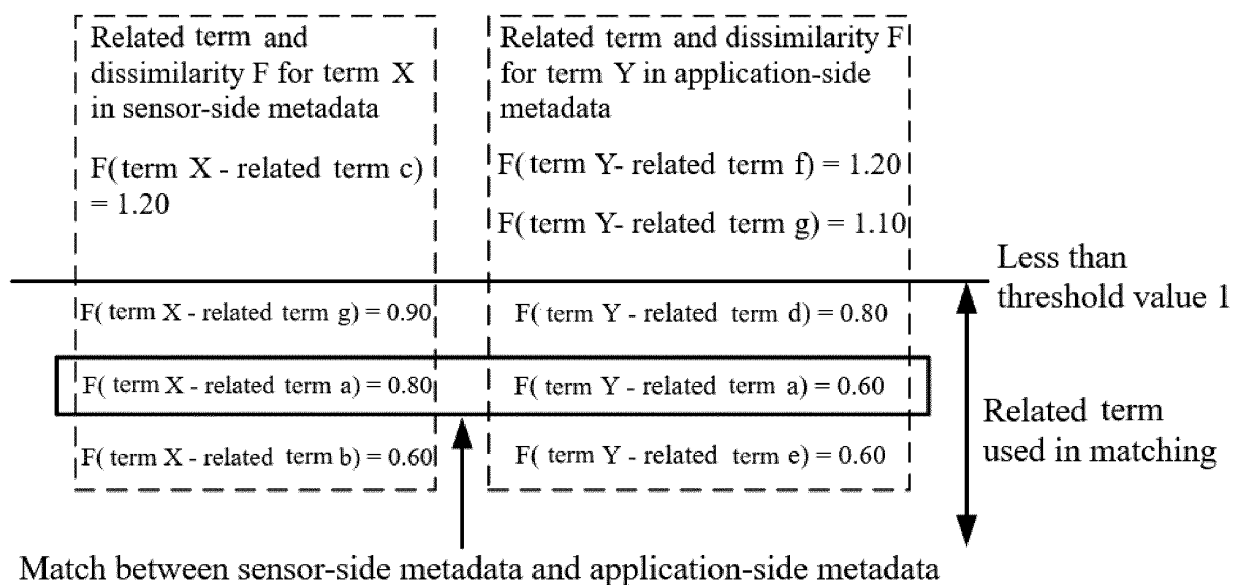 Related term and
dissimilarity F for term X
in sensor-side metadata
F( term X - related term c)
= 1.20
F( term X - related term g) = 0.90
F( term X - related term a) = 0.80
F( term X - related term b) = 0.60
Related term and dissimilarity F
for term Y in application-side
metadata
F( term Y- related term f) = 1.20
F( term Y- related term g) = 1.10
F( term Y - related term d) = 0.80
F( term Y - related term a) = 0.60
F( term Y - related term e) = 0.60
Less than
threshold value 1
Related term
used in matching
Match between sensor-side metadata and application-side metadata